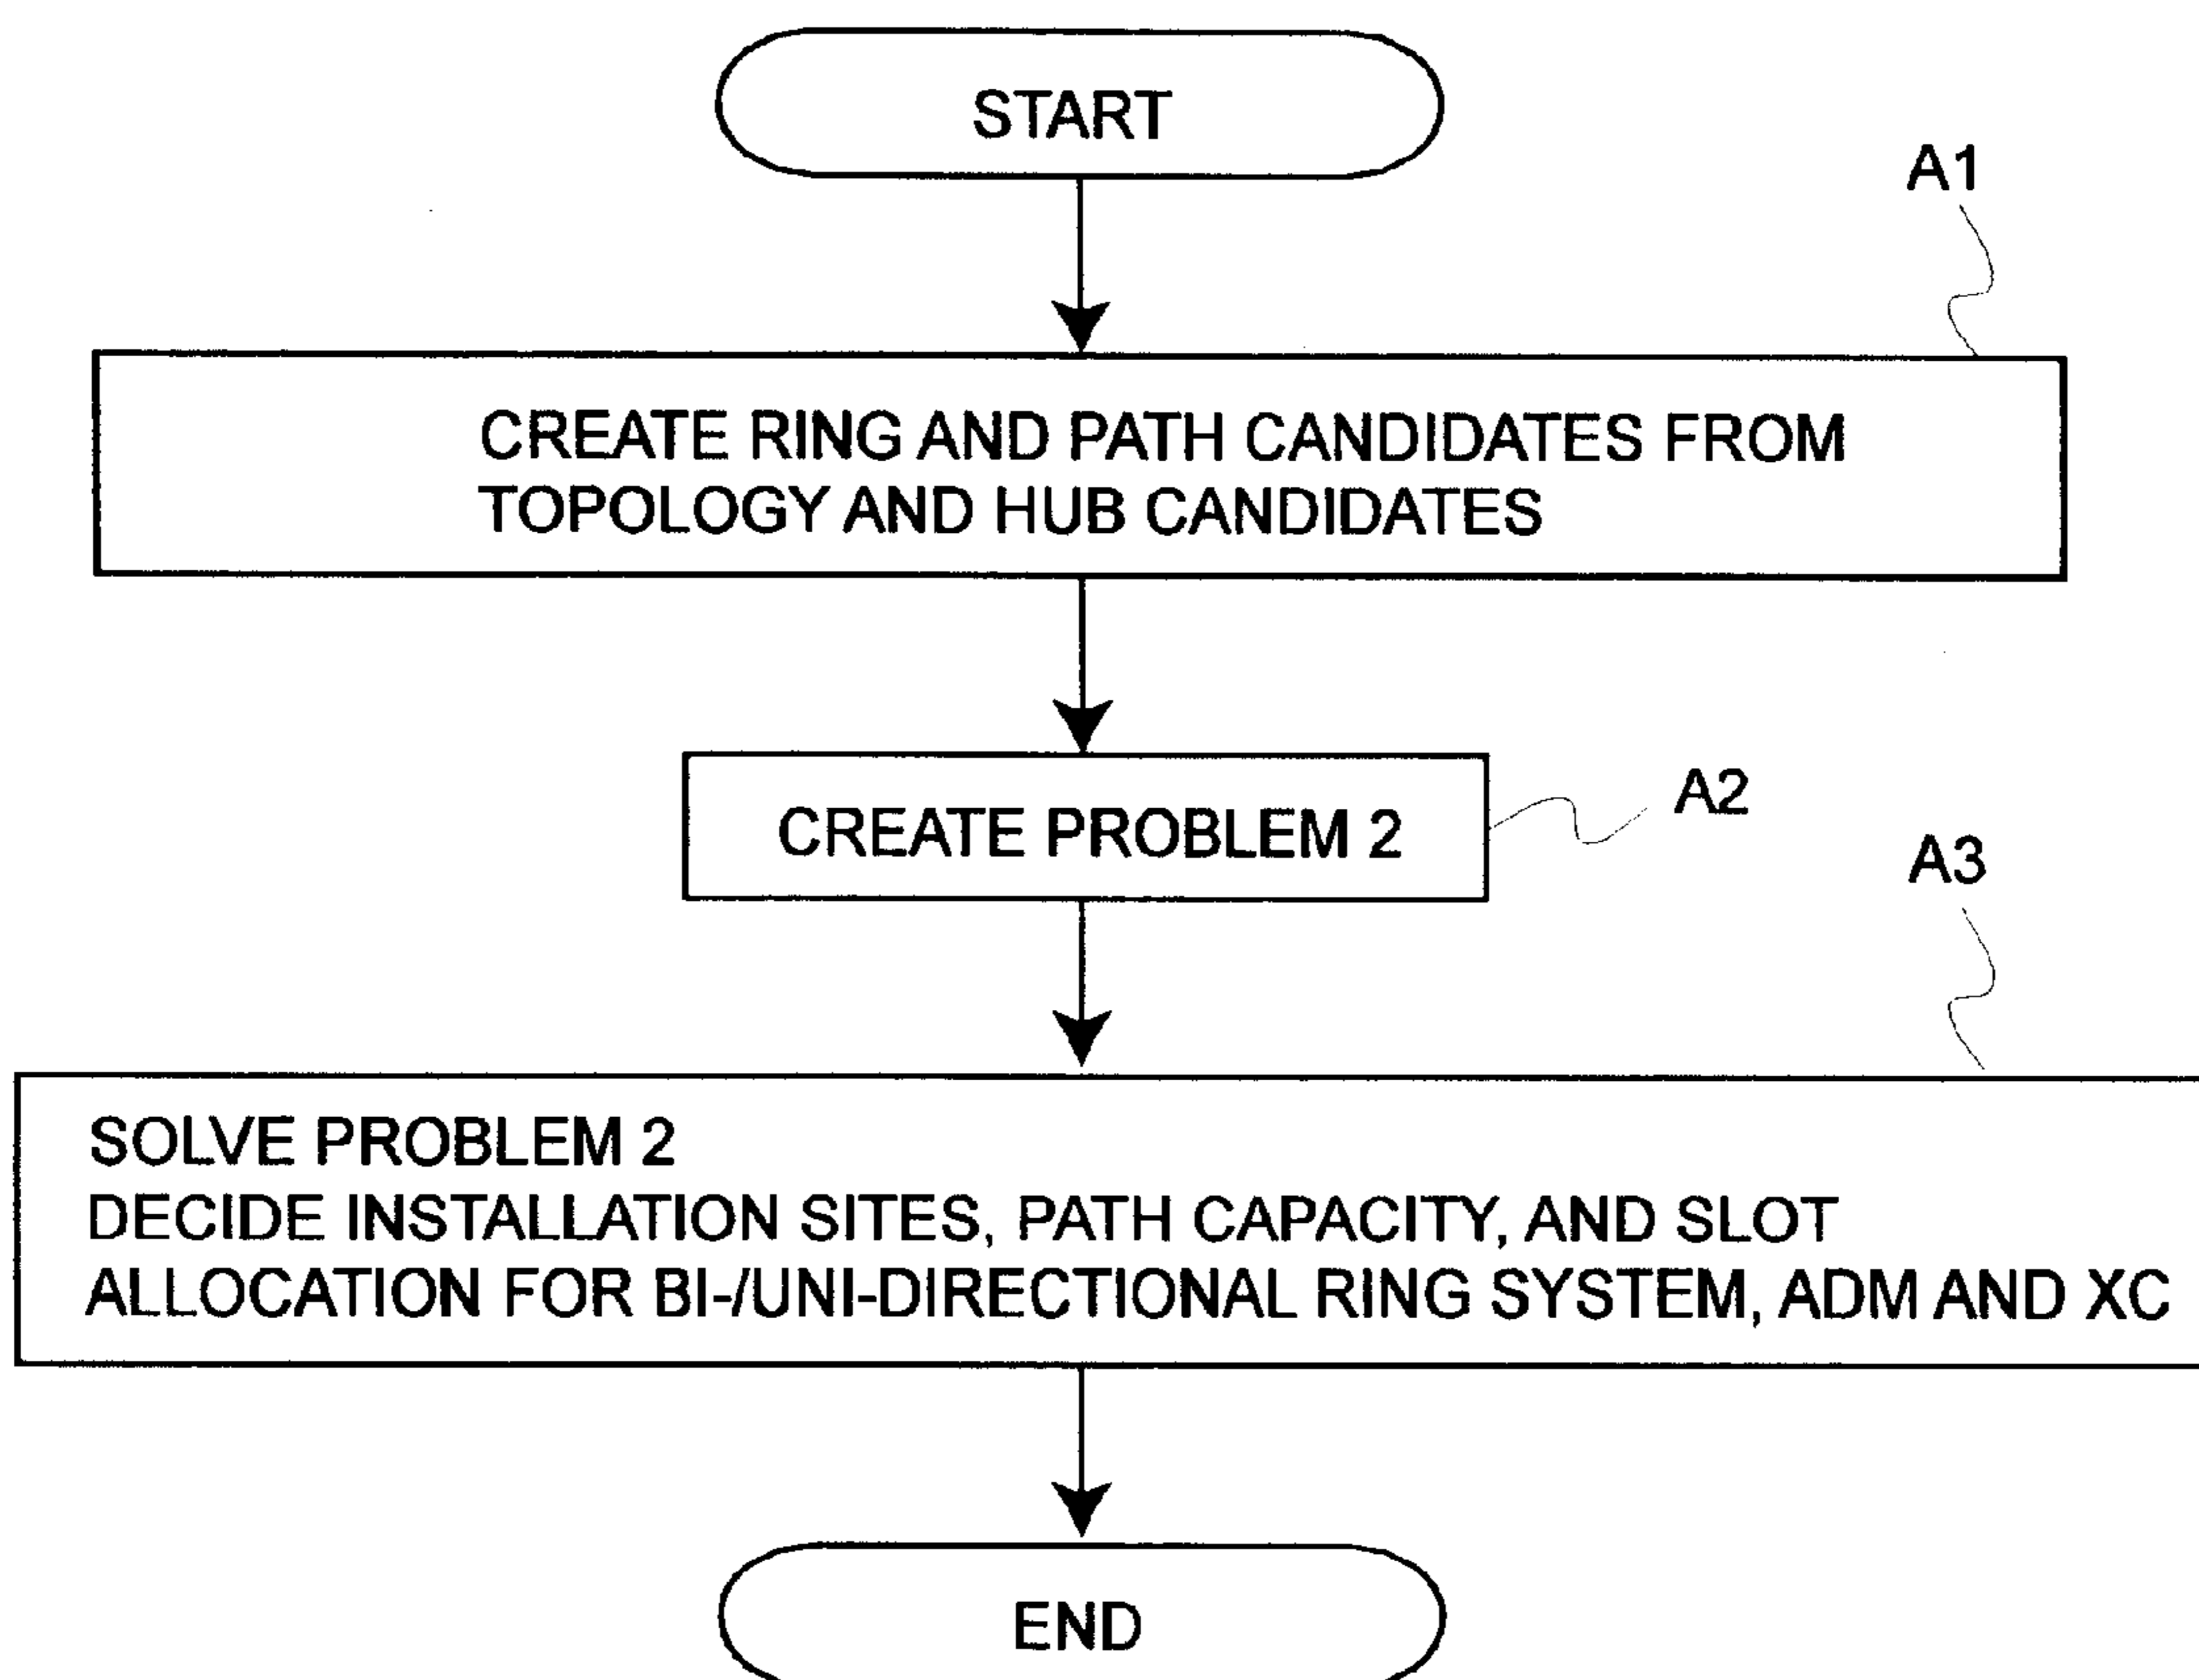 START
A1
CREATE RING AND PATH CANDIDATES FROM
TOPOLOGY AND HUB CANDIDATES
CREATE PROBLEM 2
A2
A3
SOLVE PROBLEM 2
DECIDE INSTALLATION SITES, PATH CAPACITY, AND SLOT
ALLOCATION FOR BI-/UNI-DIRECTIONAL RING SYSTEM, ADM AND XC
END